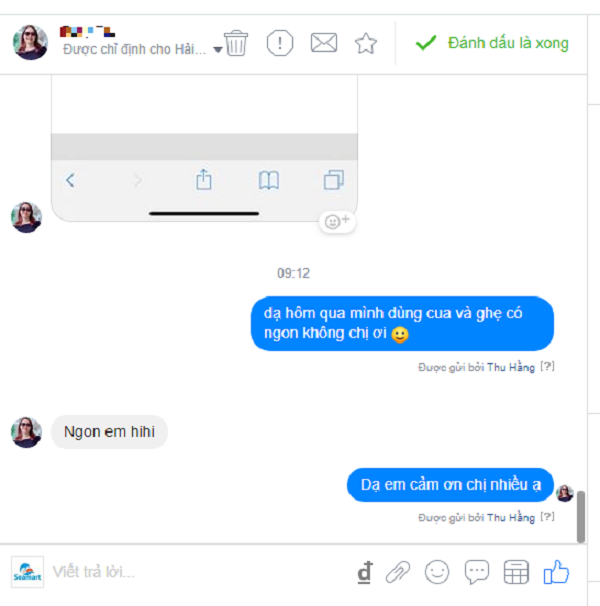 Được chỉ định cho Hải...
Đánh dấu là xong
09:12
dạ hôm qua mình dùng cua và ghẹ có
ngon không chị ơi
Được gửi bởi Thu Hằng [?]
Ngon em hihi
Dạ em cảm ơn chị nhiều ạ
Được gửi bởi Thu Hằng [?]
Seamart
Viết trả lời...
đ